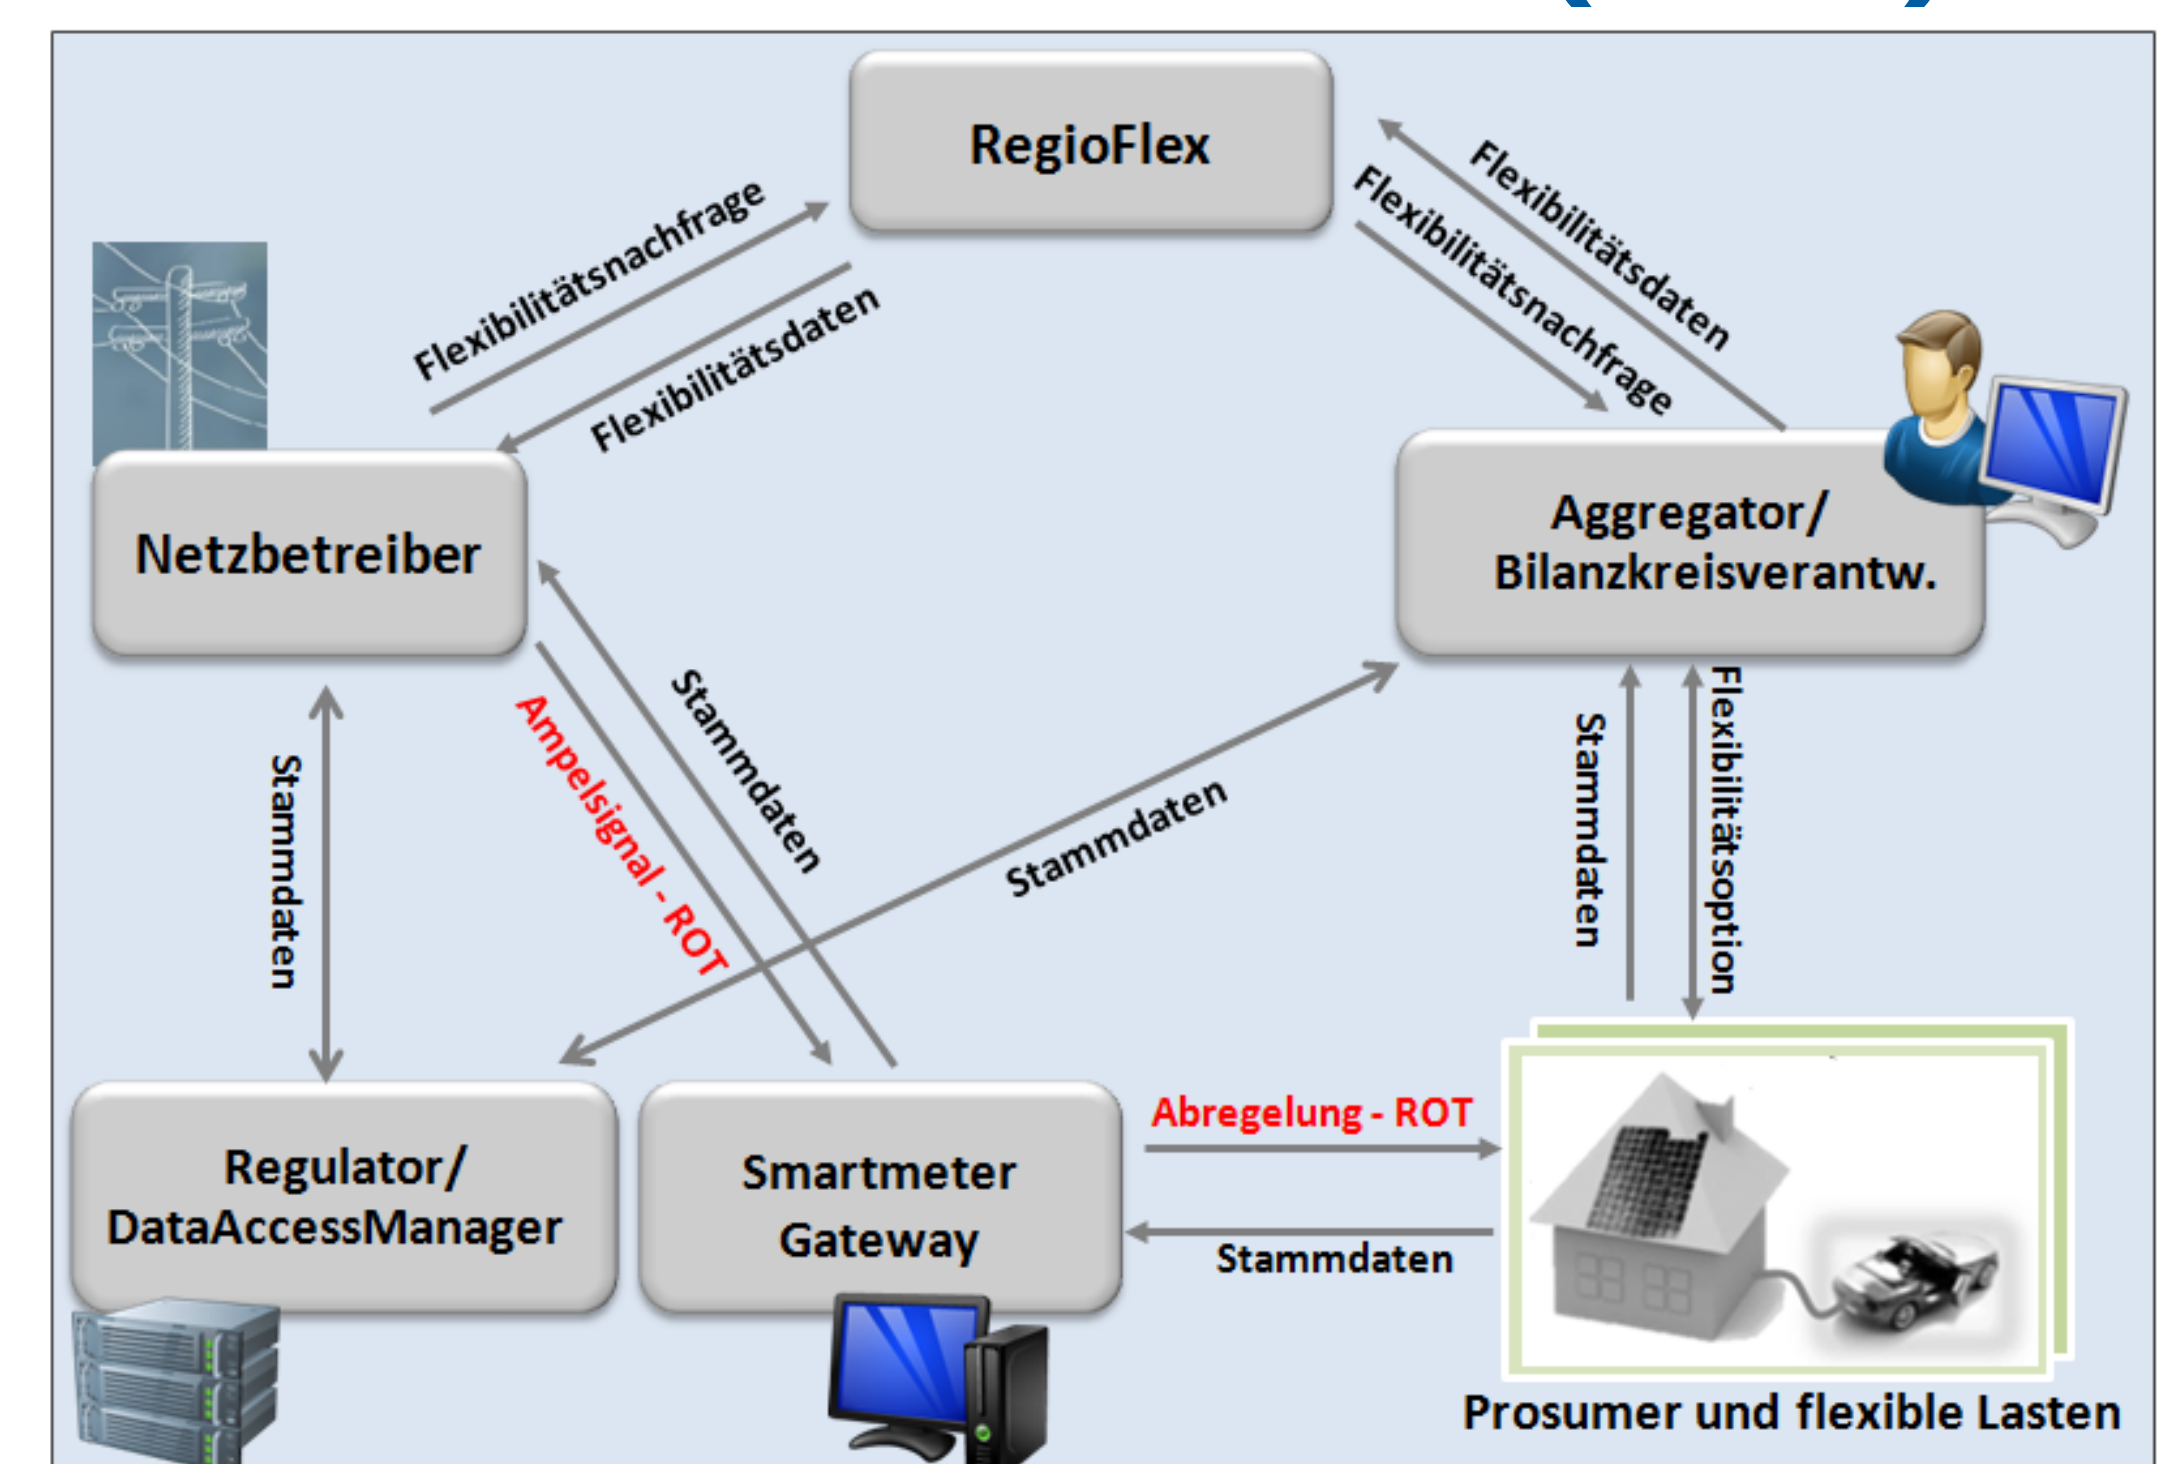 RegioFlex
Flexibilitätsnachfrage
Flexibilitätsdaten
Flexibilitätsdaten
Flexibilitätsnachfrage
Netzbetreiber
Aggregator/
Bilanzkreisverantw.
Stammdaten
Ampelsignal - ROT
Stammdaten
Stammdaten
Stammdaten
Flexibilitätsoption
Regulator/
DataAccessManager
Smartmeter
Gateway
Abregelung - ROT
Stammdaten
Prosumer und flexible Lasten